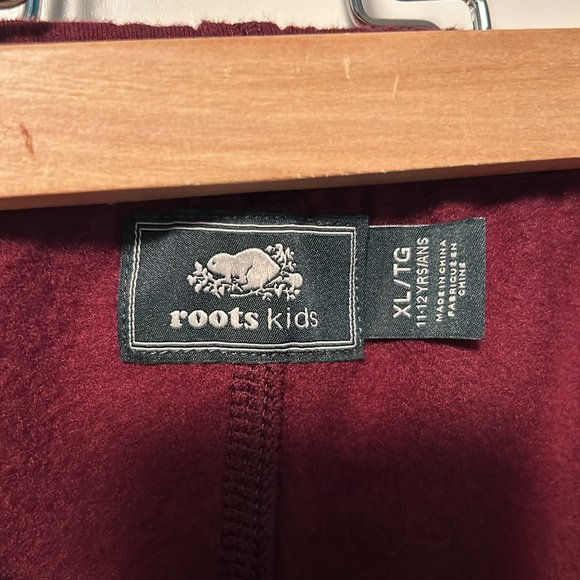 roots kids
XL/TG
11-12 YRS/ANS
MADE IN CHINA
FABRIQUÉ EN
CHINE